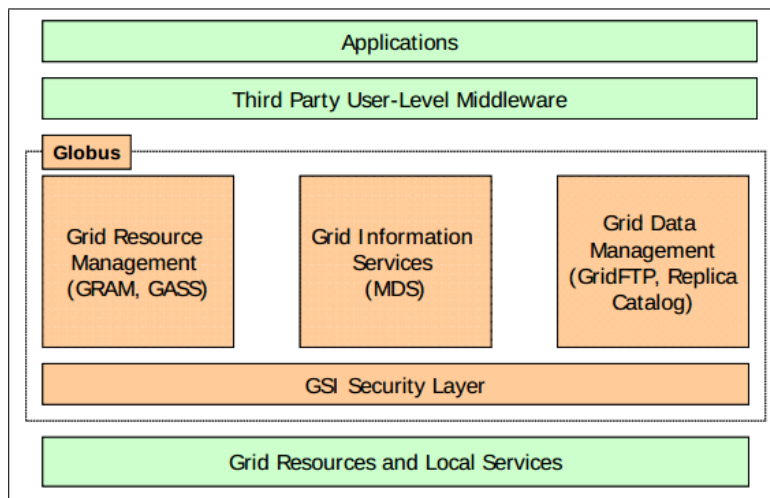 Applications
Third Party User-Level Middleware
Globus
Grid Resource
Management
(GRAM, GASS)
Grid Information
Services
(MDS)
Grid Data
Management
(GridFTP, Replica
Catalog)
GSI Security Layer
Grid Resources and Local Services